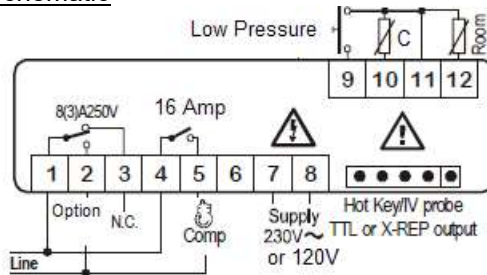 Low Pressure
C
Room
9 10 11 12
8(3)A250V
16 Amp
1 2 3 4 5 6 7 8
Option
N.C.
Comp
Supply
230V~
or 120V
Hot Key/IV probe
TTL or X-REP output
Line